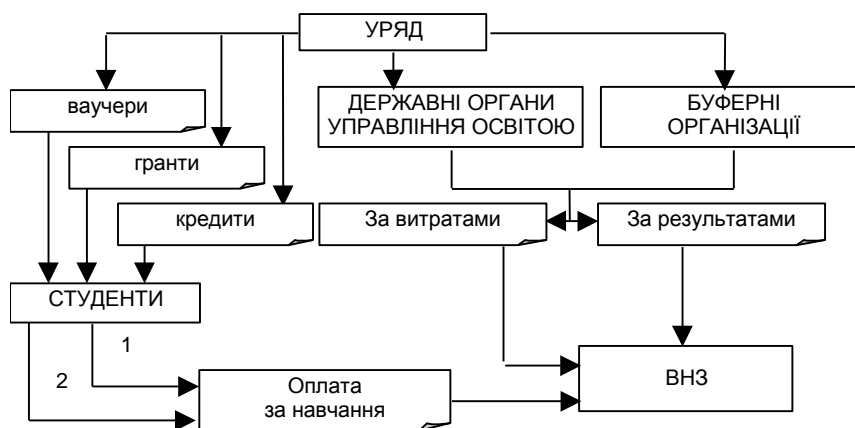 УРЯД
ваучери
ДЕРЖАВНІ ОРГАНИ
УПРАВЛІННЯ ОСВІТОЮ
БУФЕРНІ
ОРГАНІЗАЦІЇ
гранти
кредити
За витратами
За результатами
СТУДЕНТИ
1
2
Оплата
за навчання
ВНЗ